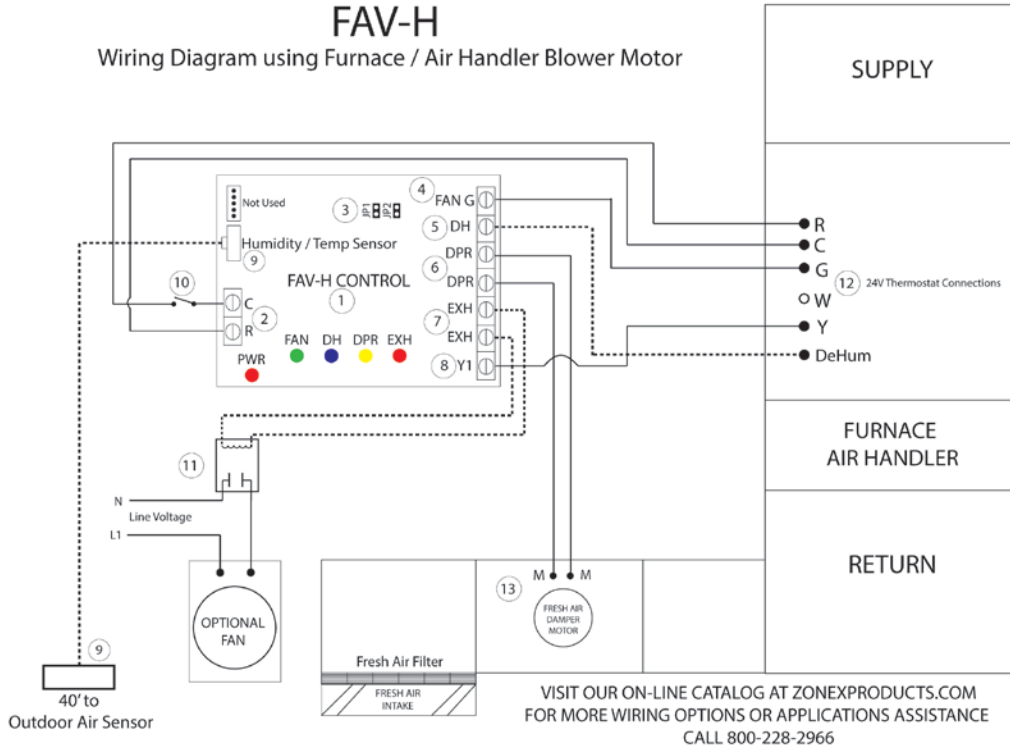 FAV-H
Wiring Diagram using Furnace / Air Handler Blower Motor
SUPPLY
Not Used
3
JP1
JP2
4
FAN G
5
DH
Humidity / Temp Sensor
9
DPR
6
DPR
FAV-H CONTROL
1
10
C
2
R
EXH
7
EXH
8
Y1
FAN
DH
DPR
EXH
PWR
R
C
G
12
24V Thermostat Connections
W
Y
DeHum
FURNACE
AIR HANDLER
RETURN
11
N
Line Voltage
L1
OPTIONAL
FAN
13
M
M
FRESH AIR
DAMPER
MOTOR
Fresh Air Filter
FRESH AIR
INTAKE
9
40' to
Outdoor Air Sensor
VISIT OUR ON-LINE CATALOG AT ZONEXPRODUCTS.COM
FOR MORE WIRING OPTIONS OR APPLICATIONS ASSISTANCE
CALL 800-228-2966